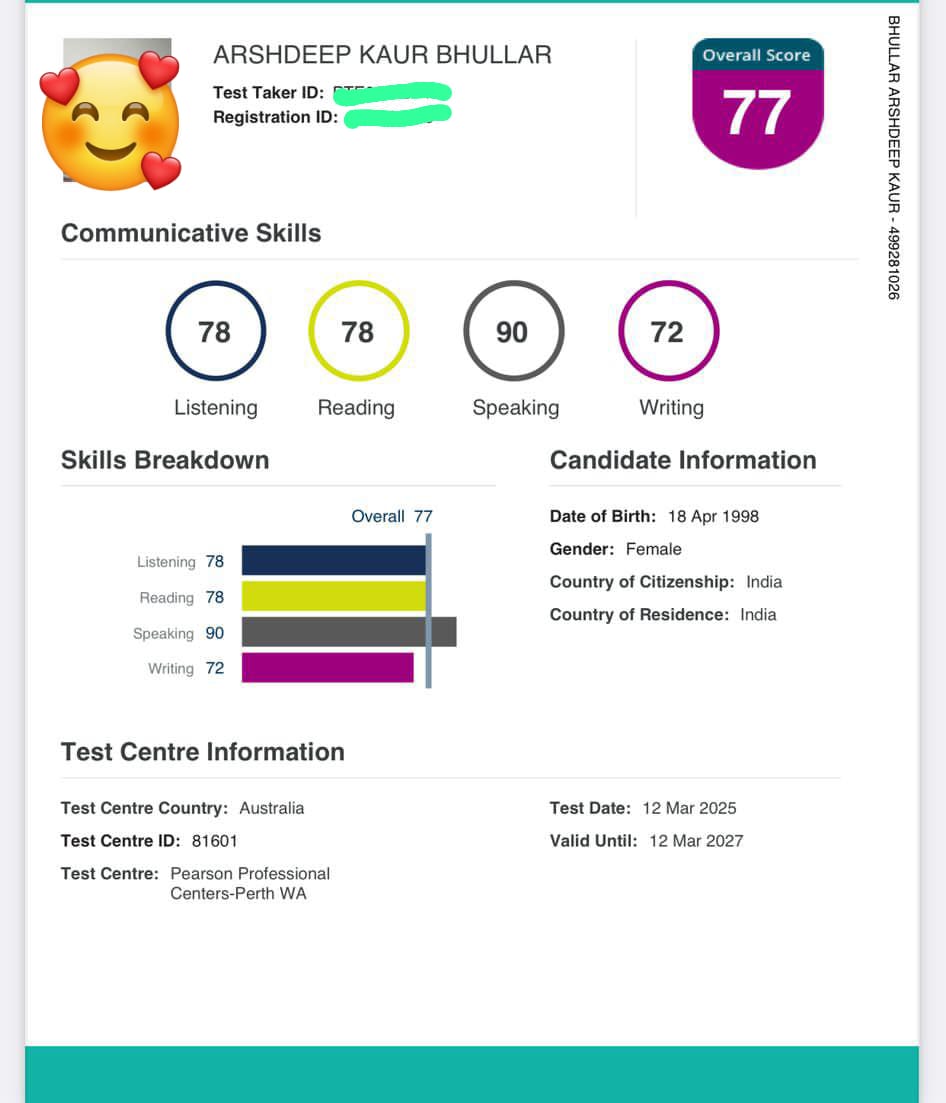 ARSHDEEP KAUR BHULLAR
Test Taker ID:
Registration ID:
Overall Score
77
BHULLAR ARSHDEEP KAUR - 499281026
Communicative Skills
78 78 90 72
Listening Reading Speaking Writing
Skills Breakdown
Overall 77
Listening 78
Reading 78
Speaking 90
Writing 72
Candidate Information
Date of Birth: 18 Apr 1998
Gender: Female
Country of Citizenship: India
Country of Residence: India
Test Centre Information
Test Centre Country: Australia
Test Centre ID: 81601
Test Centre: Pearson Professional
Centers-Perth WA
Test Date: 12 Mar 2025
Valid Until: 12 Mar 2027